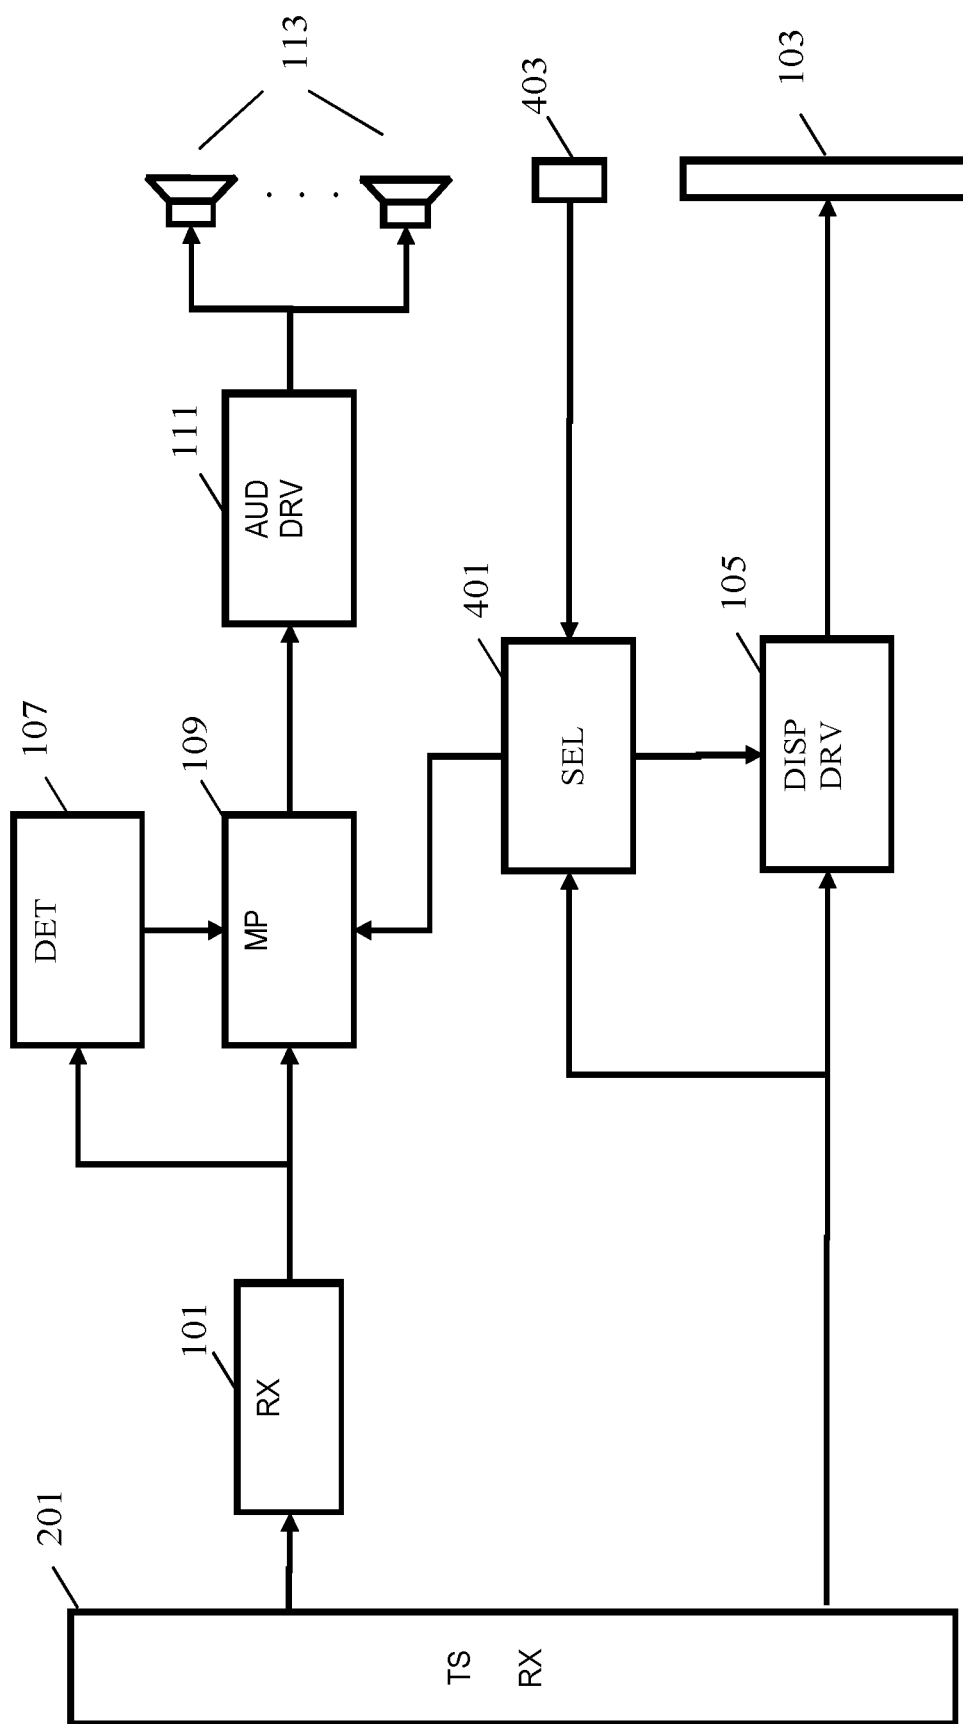 201
TS RX
101
RX
107
DET
109
MP
111
AUD
DRV
113
. . .
401
SEL
403
105
DISP
DRV
103